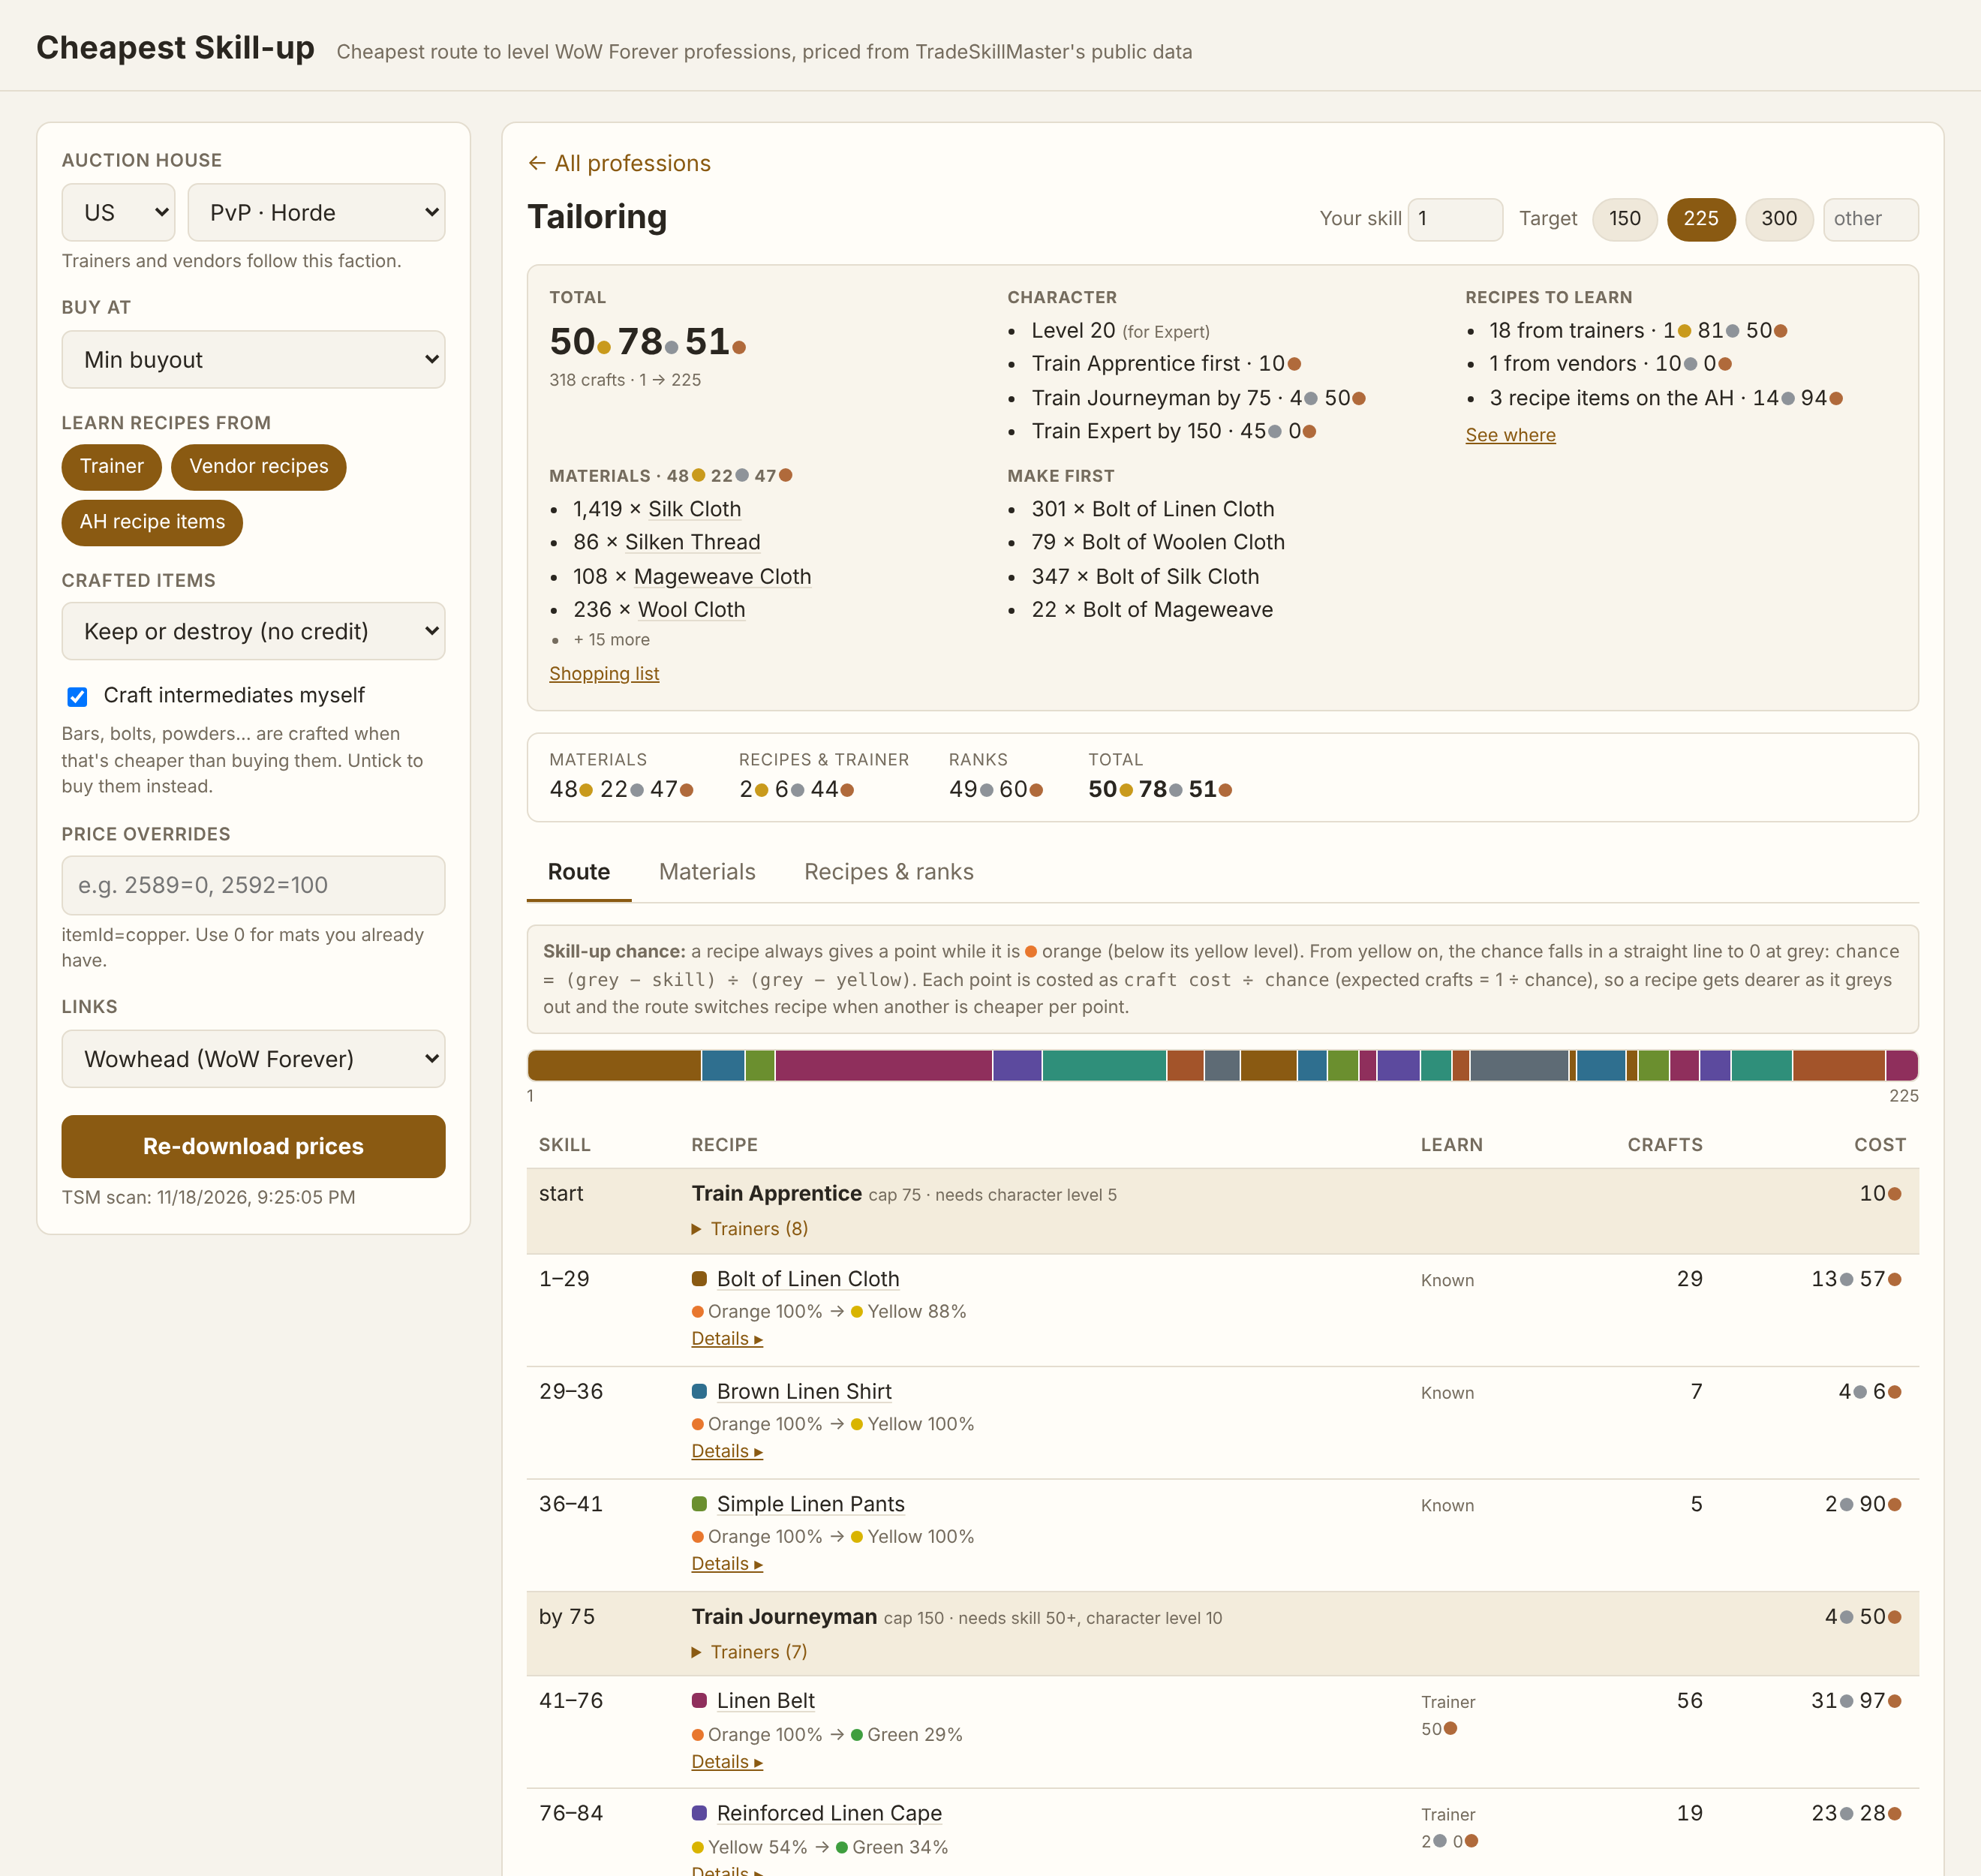 Cheapest Skill-up
Cheapest route to level WoW Forever professions, priced from TradeSkillMaster's public data
AUCTION HOUSE
US
PvP · Horde
Trainers and vendors follow this faction.
BUY AT
Min buyout
LEARN RECIPES FROM
Trainer
Vendor recipes
AH recipe items
CRAFTED ITEMS
Keep or destroy (no credit)
Craft intermediates myself
Bars, bolts, powders... are crafted when
that's cheaper than buying them. Untick to
buy them instead.
PRICE OVERRIDES
e.g. 2589=0, 2592=100
itemId=copper. Use 0 for mats you already
have.
LINKS
Wowhead (WoW Forever)
Re-download prices
TSM scan: 11/18/2026, 9:25:05 PM
← All professions
Tailoring
Your skill 1
Target 150 225 300 other
TOTAL
50 78 51
318 crafts · 1 → 225
CHARACTER
• Level 20 (for Expert)
• Train Apprentice first · 10
• Train Journeyman by 75 · 4 50
• Train Expert by 150 · 45 0
RECIPES TO LEARN
• 18 from trainers · 1 81 50
• 1 from vendors · 10 0
• 3 recipe items on the AH · 14 94
See where
MATERIALS · 48 22 47
• 1,419 × Silk Cloth
• 86 × Silken Thread
• 108 × Mageweave Cloth
• 236 × Wool Cloth
• + 15 more
Shopping list
MAKE FIRST
• 301 × Bolt of Linen Cloth
• 79 × Bolt of Woolen Cloth
• 347 × Bolt of Silk Cloth
• 22 × Bolt of Mageweave
MATERIALS
48 22 47
RECIPES & TRAINER
2 6 44
RANKS
49 60
TOTAL
50 78 51
Route
Materials
Recipes & ranks
Skill-up chance: a recipe always gives a point while it is orange (below its yellow level). From yellow on, the chance falls in a straight line to 0 at grey: chance
= (grey − skill) ÷ (grey − yellow). Each point is costed as craft cost ÷ chance (expected crafts = 1 ÷ chance), so a recipe gets dearer as it greys
out and the route switches recipe when another is cheaper per point.
1
225
SKILL RECIPE LEARN CRAFTS COST
start Train Apprentice cap 75 · needs character level 5 10
▶ Trainers (8)
1–29 Bolt of Linen Cloth Known 29 13 57
Orange 100% → Yellow 88%
Details ▸
29–36 Brown Linen Shirt Known 7 4 6
Orange 100% → Yellow 100%
Details ▸
36–41 Simple Linen Pants Known 5 2 90
Orange 100% → Yellow 100%
Details ▸
by 75 Train Journeyman cap 150 · needs skill 50+, character level 10 4 50
▶ Trainers (7)
41–76 Linen Belt Trainer 56 31 97
50
Orange 100% → Green 29%
Details ▸
76–84 Reinforced Linen Cape Trainer 19 23 28
2 0
Yellow 54% → Green 34%
Details ▸